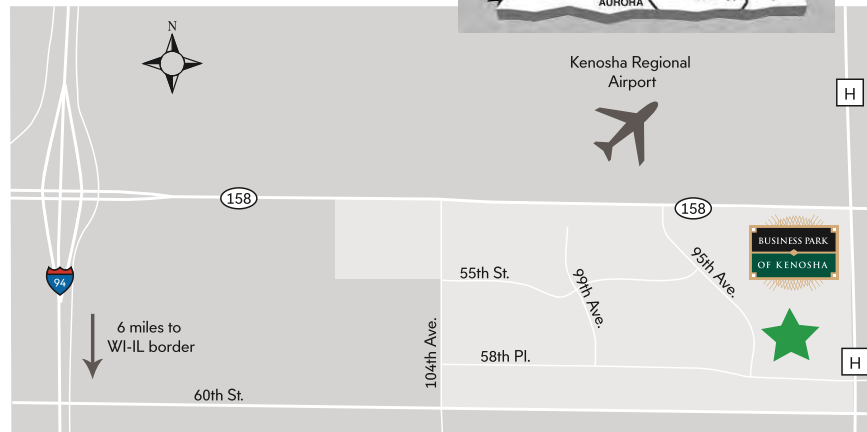 AURORA
N
Kenosha Regional
Airport
H
158
158
BUSINESS PARK
OF KENOSHA
55th St.
99th Ave.
95th Ave.
94
6 miles to
WI-IL border
104th Ave.
58th Pl.
H
60th St.